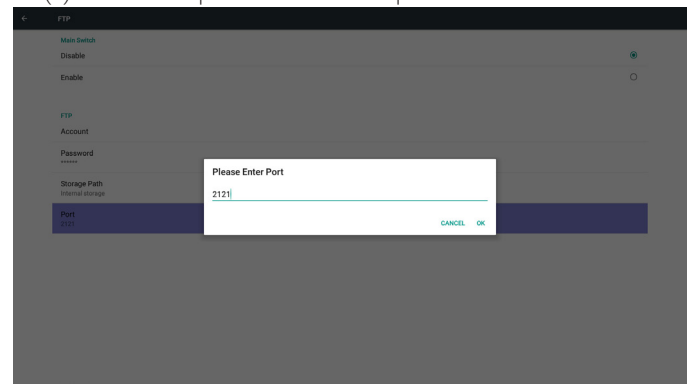 ←
FTP
Main Switch
Disable
Enable
FTP
Account
Password
******
Storage Path
Internal storage
Port
2121
Please Enter Port
2121
CANCEL OK